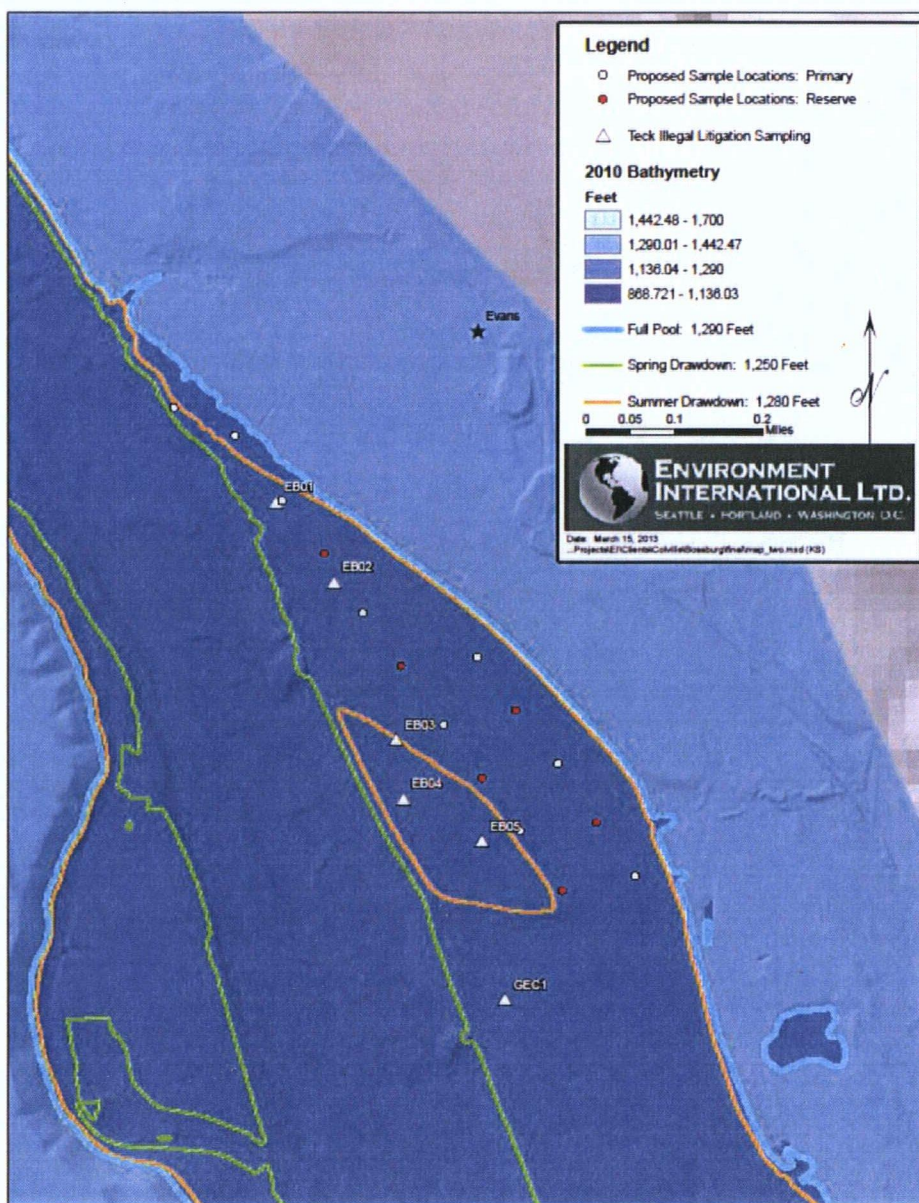 Legend
Proposed Sample Locations: Primary
Proposed Sample Locations: Reserve
Teck Illegal Litigation Sampling
2010 Bathymetry
Feet
1,442.48 - 1,700
1,290.01 - 1,442.47
1,136.04 - 1,290
868.721 - 1,136.03
Full Pool: 1,290 Feet
Spring Drawdown: 1,250 Feet
Summer Drawdown: 1,280 Feet
N
0 0.05 0.1 0.2
Miles
ENVIRONMENT
INTERNATIONAL LTD.
SEATTLE • PORTLAND • WASHINGTON, D.C.
Date: March 15, 2013
Evans
EB01
EB02
EB03
EB04
EB05
GEC1